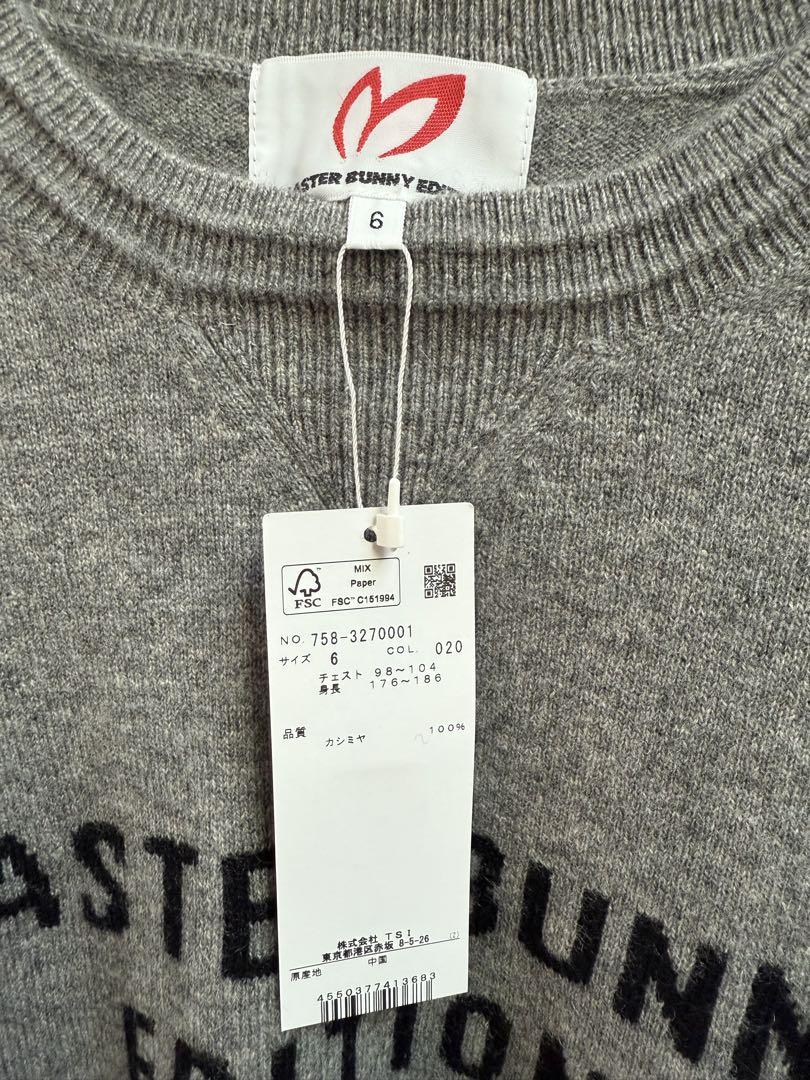 ASTER BUNNY EDI
6
MIX
Paper
FSC™ C151994
FSC
NO. 758-3270001
サイズ 6 COL. 020
チェスト 98～104
身長 176～186
品質
カシミヤ 100%
株式会社 TSI
東京都港区赤坂 8-5-26 (Z)
原産地 中国
4550377413683
ASTE BUNN
EDITION